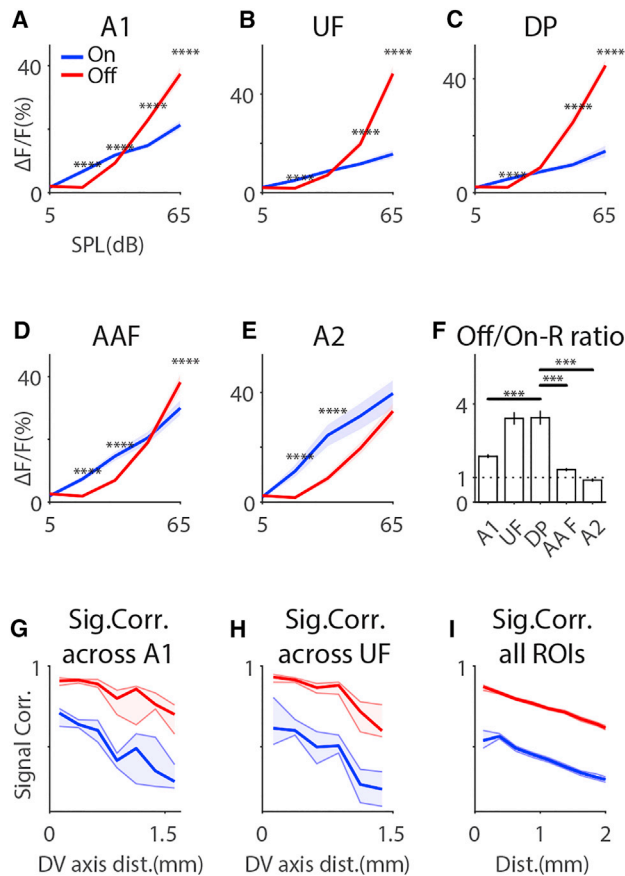 A A1
On
Off
40
0
ΔF/F(%)
5 65
SPL(dB)
****
****
****
****
B UF
40
0
5 65
****
****
****
C DP
40
0
5 65
****
****
****
D AAF
40
0
ΔF/F(%)
5 65
****
****
****
E A2
40
0
5 65
****
****
F Off/On-R ratio
4
1
0
***
***
***
A1 UF DP AAF A2
G Sig.Corr.
across A1
1
Signal Corr.
0 1.5
DV axis dist.(mm)
H Sig.Corr.
across UF
1
0 1.5
DV axis dist.(mm)
I Sig.Corr.
all ROIs
1
0 1 2
Dist.(mm)